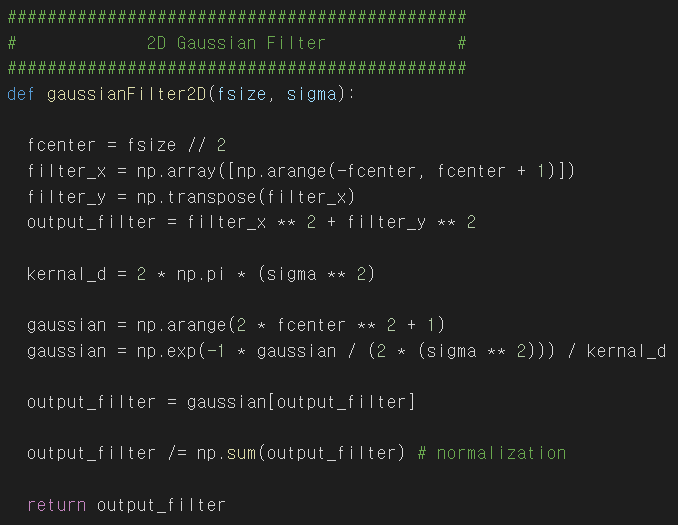 ##############################################
#             2D Gaussian Filter             #
##############################################
def gaussianFilter2D(fsize, sigma):
  fcenter = fsize // 2
  filter_x = np.array([np.arange(-fcenter, fcenter + 1)])
  filter_y = np.transpose(filter_x)
  output_filter = filter_x ** 2 + filter_y ** 2
  kernal_d = 2 * np.pi * (sigma ** 2)
  gaussian = np.arange(2 * fcenter ** 2 + 1)
  gaussian = np.exp(-1 * gaussian / (2 * (sigma ** 2))) / kernal_d
  output_filter = gaussian[output_filter]
  output_filter /= np.sum(output_filter) # normalization
  return output_filter